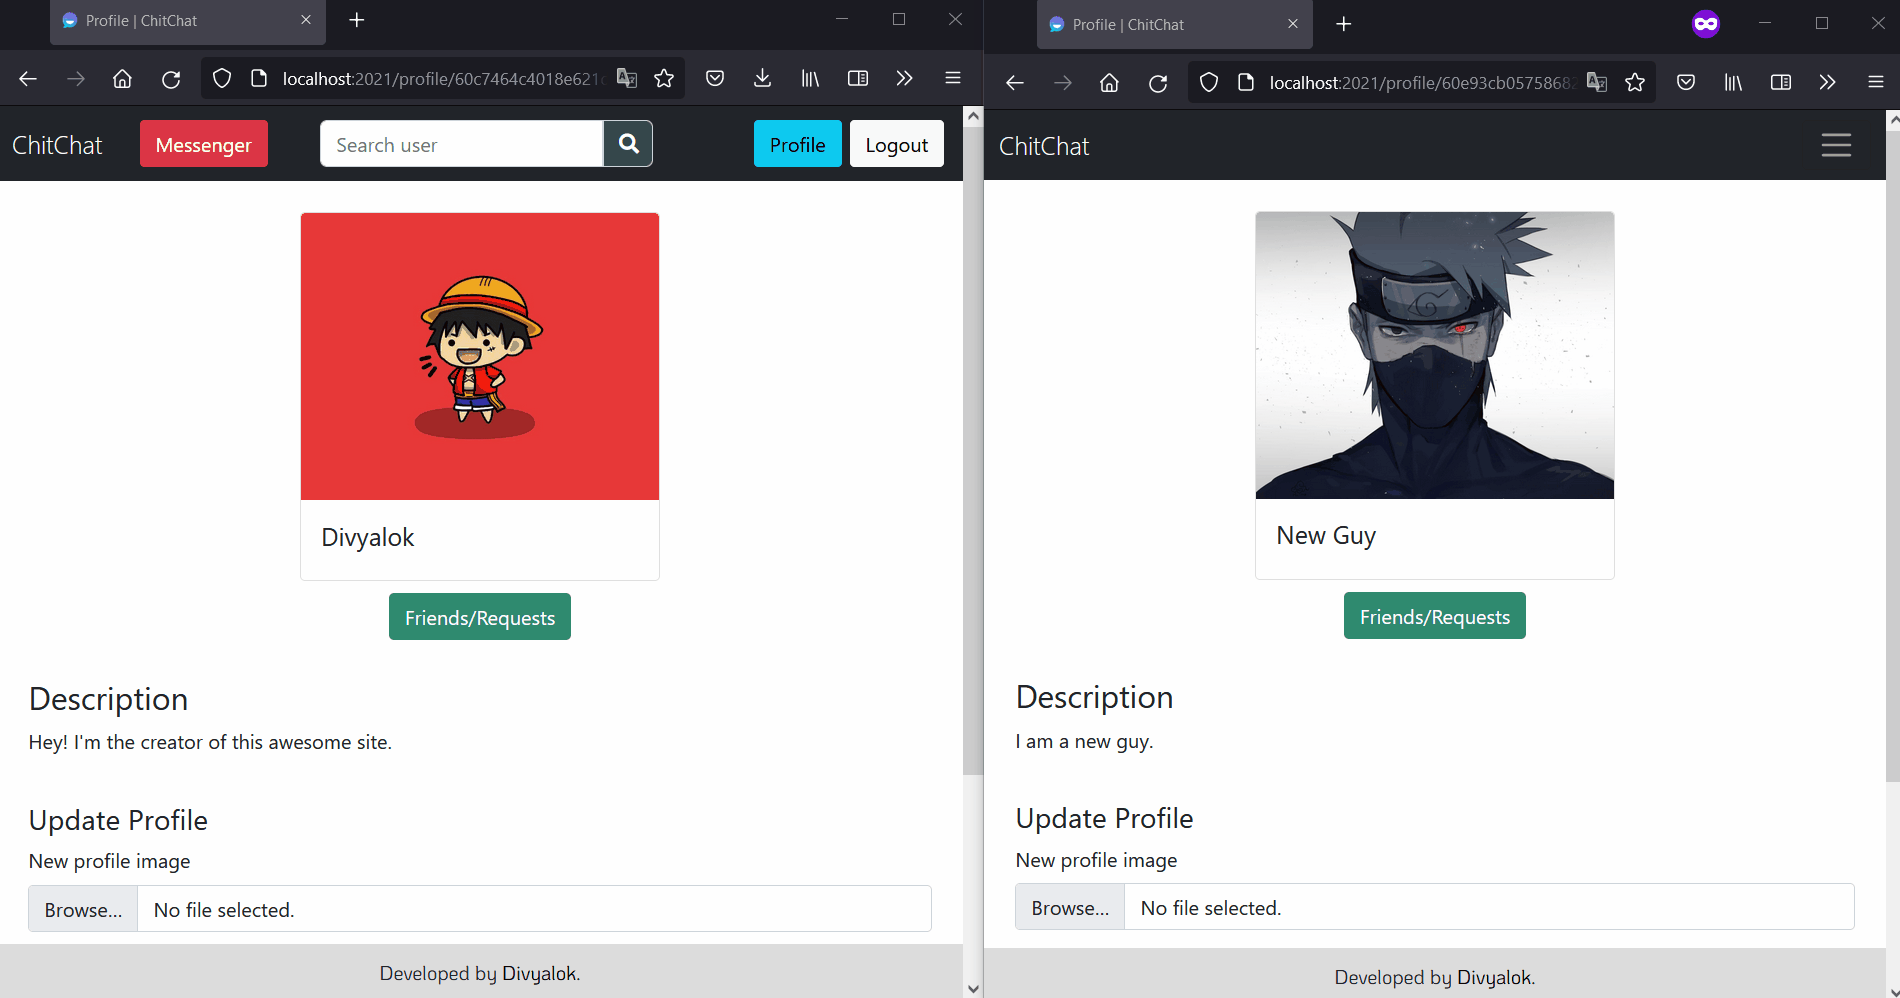 Profile | ChitChat
localhost:2021/profile/60c7464c4018e621
ChitChat
Messenger
Search user
Profile
Logout
Divyalok
Friends/Requests
Description
Hey! I'm the creator of this awesome site.
Update Profile
New profile image
Browse... No file selected.
Developed by Divyalok.
Profile | ChitChat
localhost:2021/profile/60e93cb05758682
ChitChat
New Guy
Friends/Requests
Description
I am a new guy.
Update Profile
New profile image
Browse... No file selected.
Developed by Divyalok.